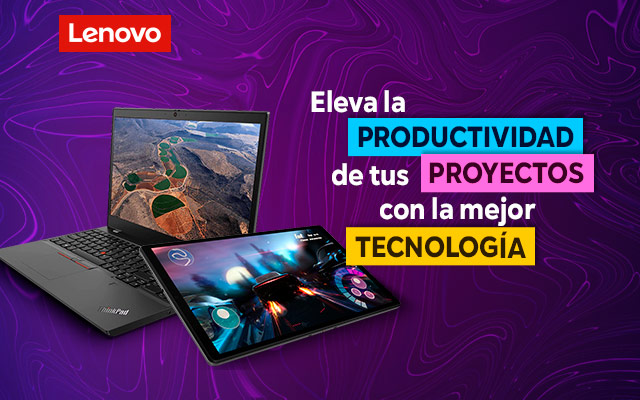 Lenovo
Eleva la
PRODUCTIVIDAD
de tus PROYECTOS
con la mejor
TECNOLOGÍA
ThinkPad